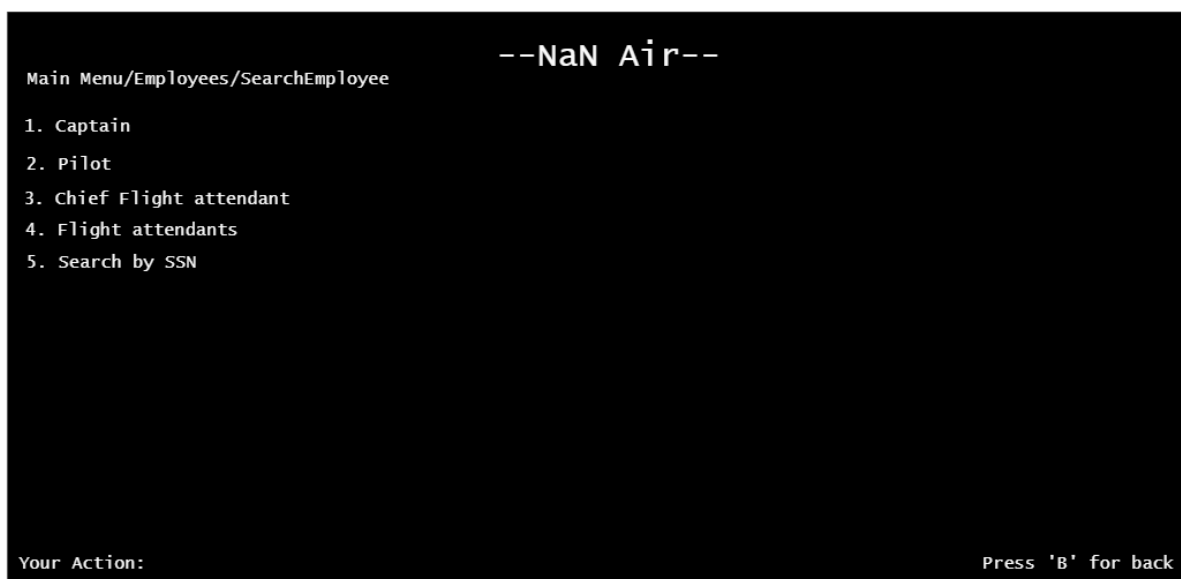 --NaN Air--
Main Menu/Employees/SearchEmployee
1. Captain
2. Pilot
3. Chief Flight attendant
4. Flight attendants
5. Search by SSN
Your Action:
Press 'B' for back